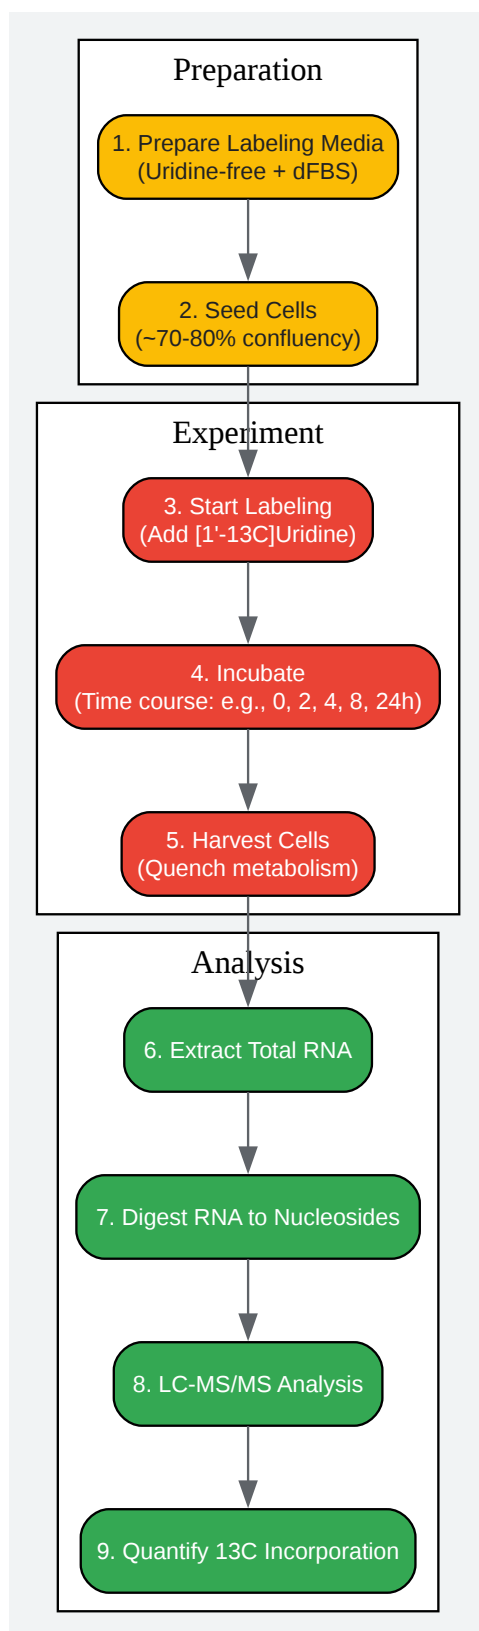 Preparation
1. Prepare Labeling Media
(Uridine-free + dFBS)
2. Seed Cells
(~70-80% confluency)
Experiment
3. Start Labeling
(Add [1'-13C]Uridine)
4. Incubate
(Time course: e.g., 0, 2, 4, 8, 24h)
5. Harvest Cells
(Quench metabolism)
Analysis
6. Extract Total RNA
7. Digest RNA to Nucleosides
8. LC-MS/MS Analysis
9. Quantify 13C Incorporation